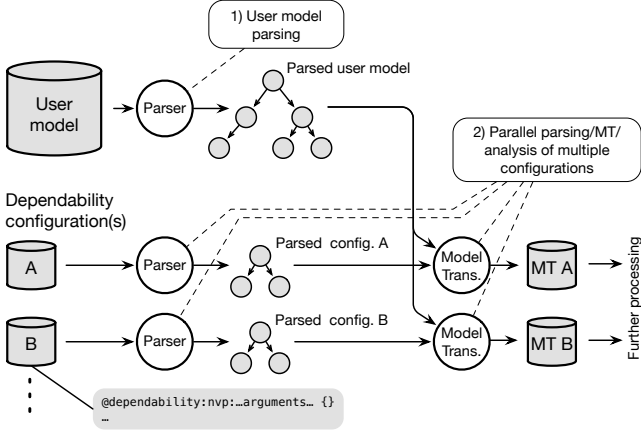 1) User model
parsing
Parsed user model
User
model
Parser
2) Parallel parsing/MT/
analysis of multiple
configurations
Dependability
configuration(s)
A
Parser
Parsed config. A
Model
Trans.
MT A
B
Parser
Parsed config. B
Model
Trans.
MT B
Further processing
@dependability:nvp:…arguments… {}
…